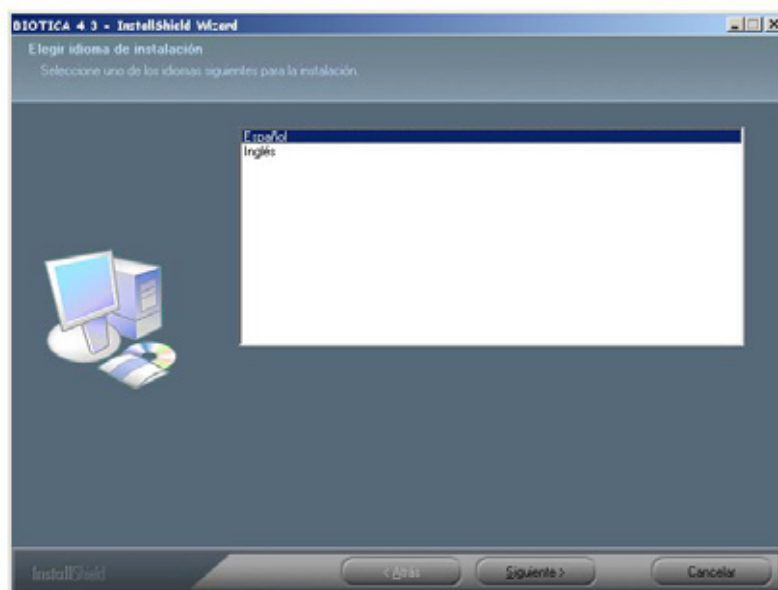 BIOTICA 4.3 - InstallShield Wizard
Elegir idioma de instalación
Seleccione uno de los idiomas siguientes para la instalación.
Español
Inglés
InstallShield
< Atrás
Siguiente >
Cancelar